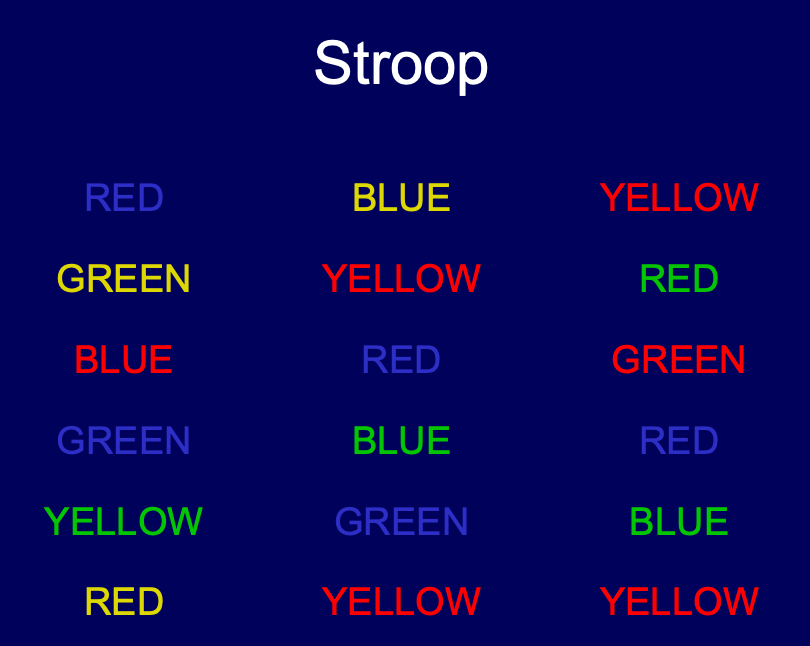 Stroop
RED BLUE YELLOW
GREEN YELLOW RED
BLUE RED GREEN
GREEN BLUE RED
YELLOW GREEN BLUE
RED YELLOW YELLOW